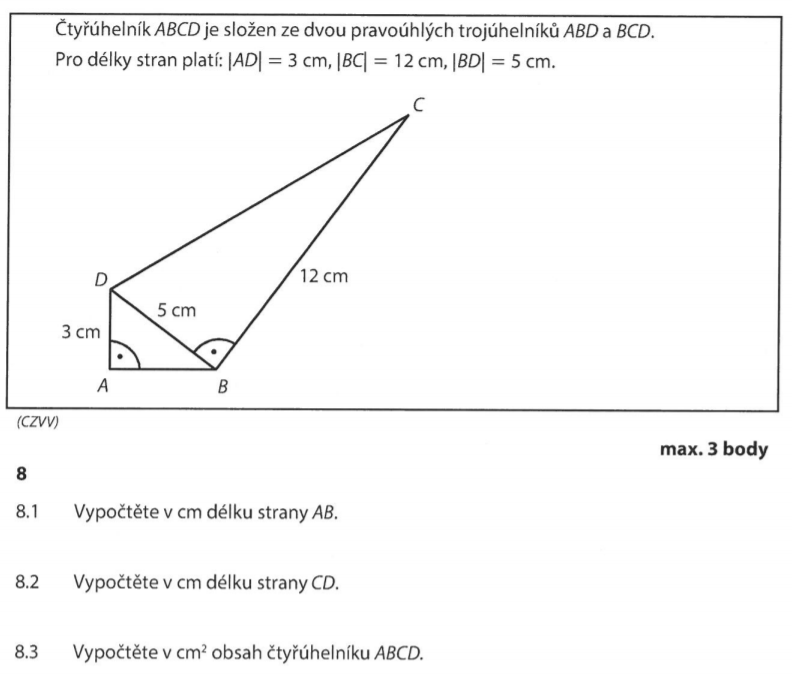 Čtyřúhelník ABCD je složen ze dvou pravoúhlých trojúhelníků ABD a BCD.
Pro délky stran platí: |AD| = 3 cm, |BC| = 12 cm, |BD| = 5 cm.
C
D
12 cm
5 cm
3 cm
A
B
(CZVV)
max. 3 body
8
8.1 Vypočtěte v cm délku strany AB.
8.2 Vypočtěte v cm délku strany CD.
8.3 Vypočtěte v cm² obsah čtyřúhelníku ABCD.